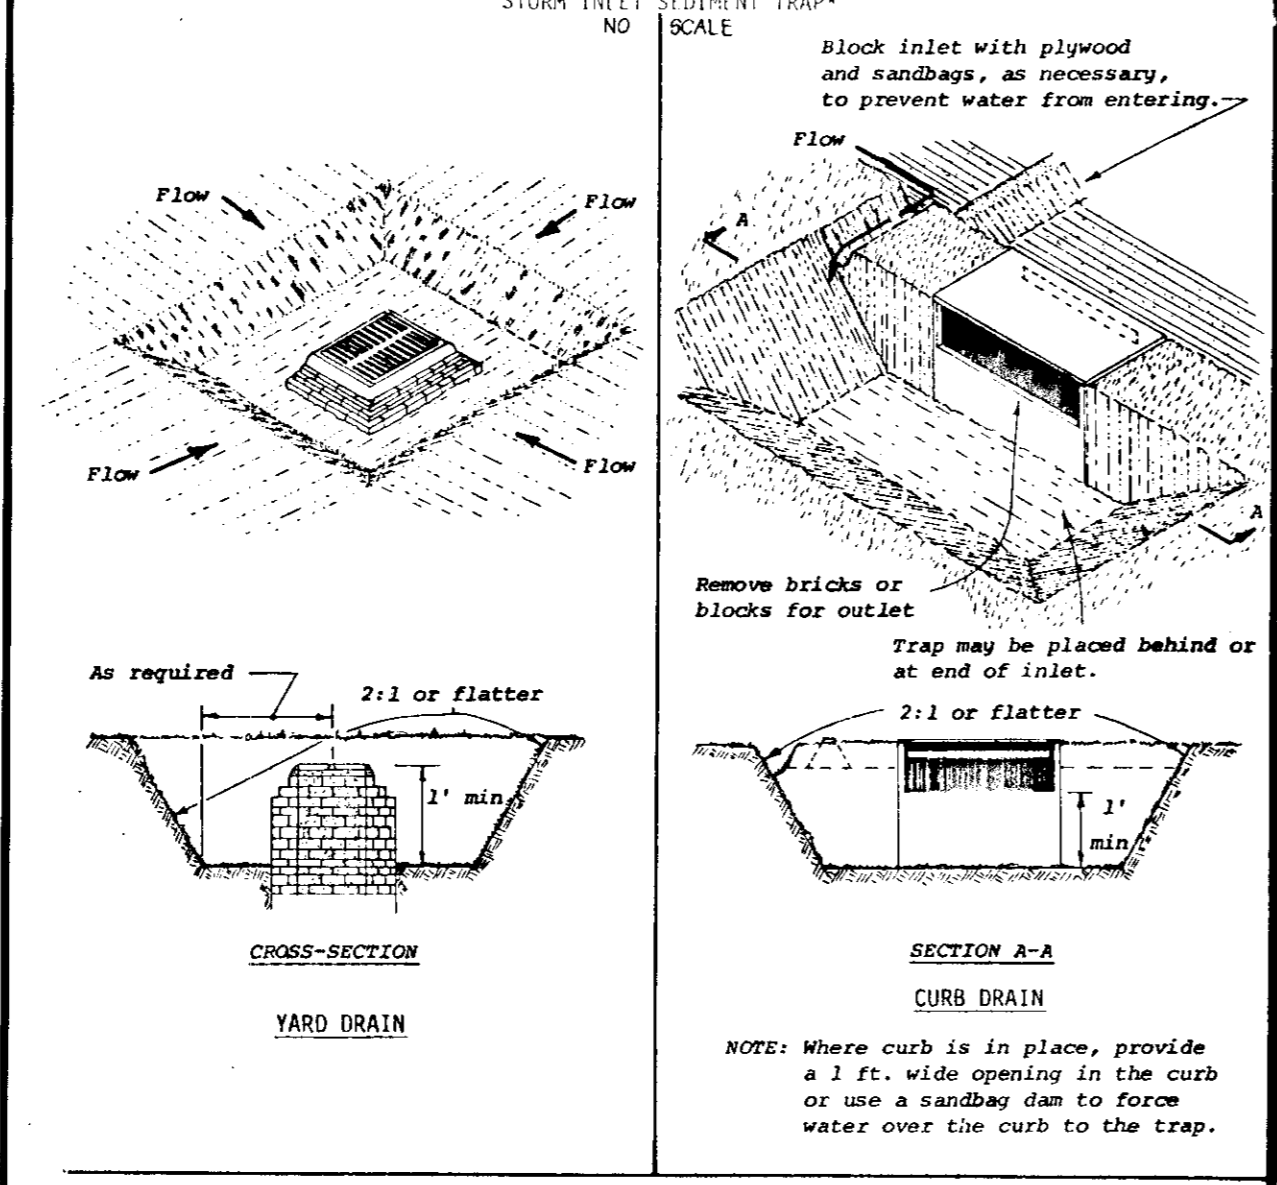 STORM INLET SEDIMENT TRAP*
NO SCALE
Block inlet with plywood
and sandbags, as necessary,
to prevent water from entering.
Flow
Flow
Flow
A
Flow
Flow
A
Remove bricks or
blocks for outlet
Trap may be placed behind or
at end of inlet.
As required
2:1 or flatter
1' min
2:1 or flatter
1'
min
CROSS-SECTION
YARD DRAIN
SECTION A-A
CURB DRAIN
NOTE: Where curb is in place, provide
a 1 ft. wide opening in the curb
or use a sandbag dam to force
water over the curb to the trap.